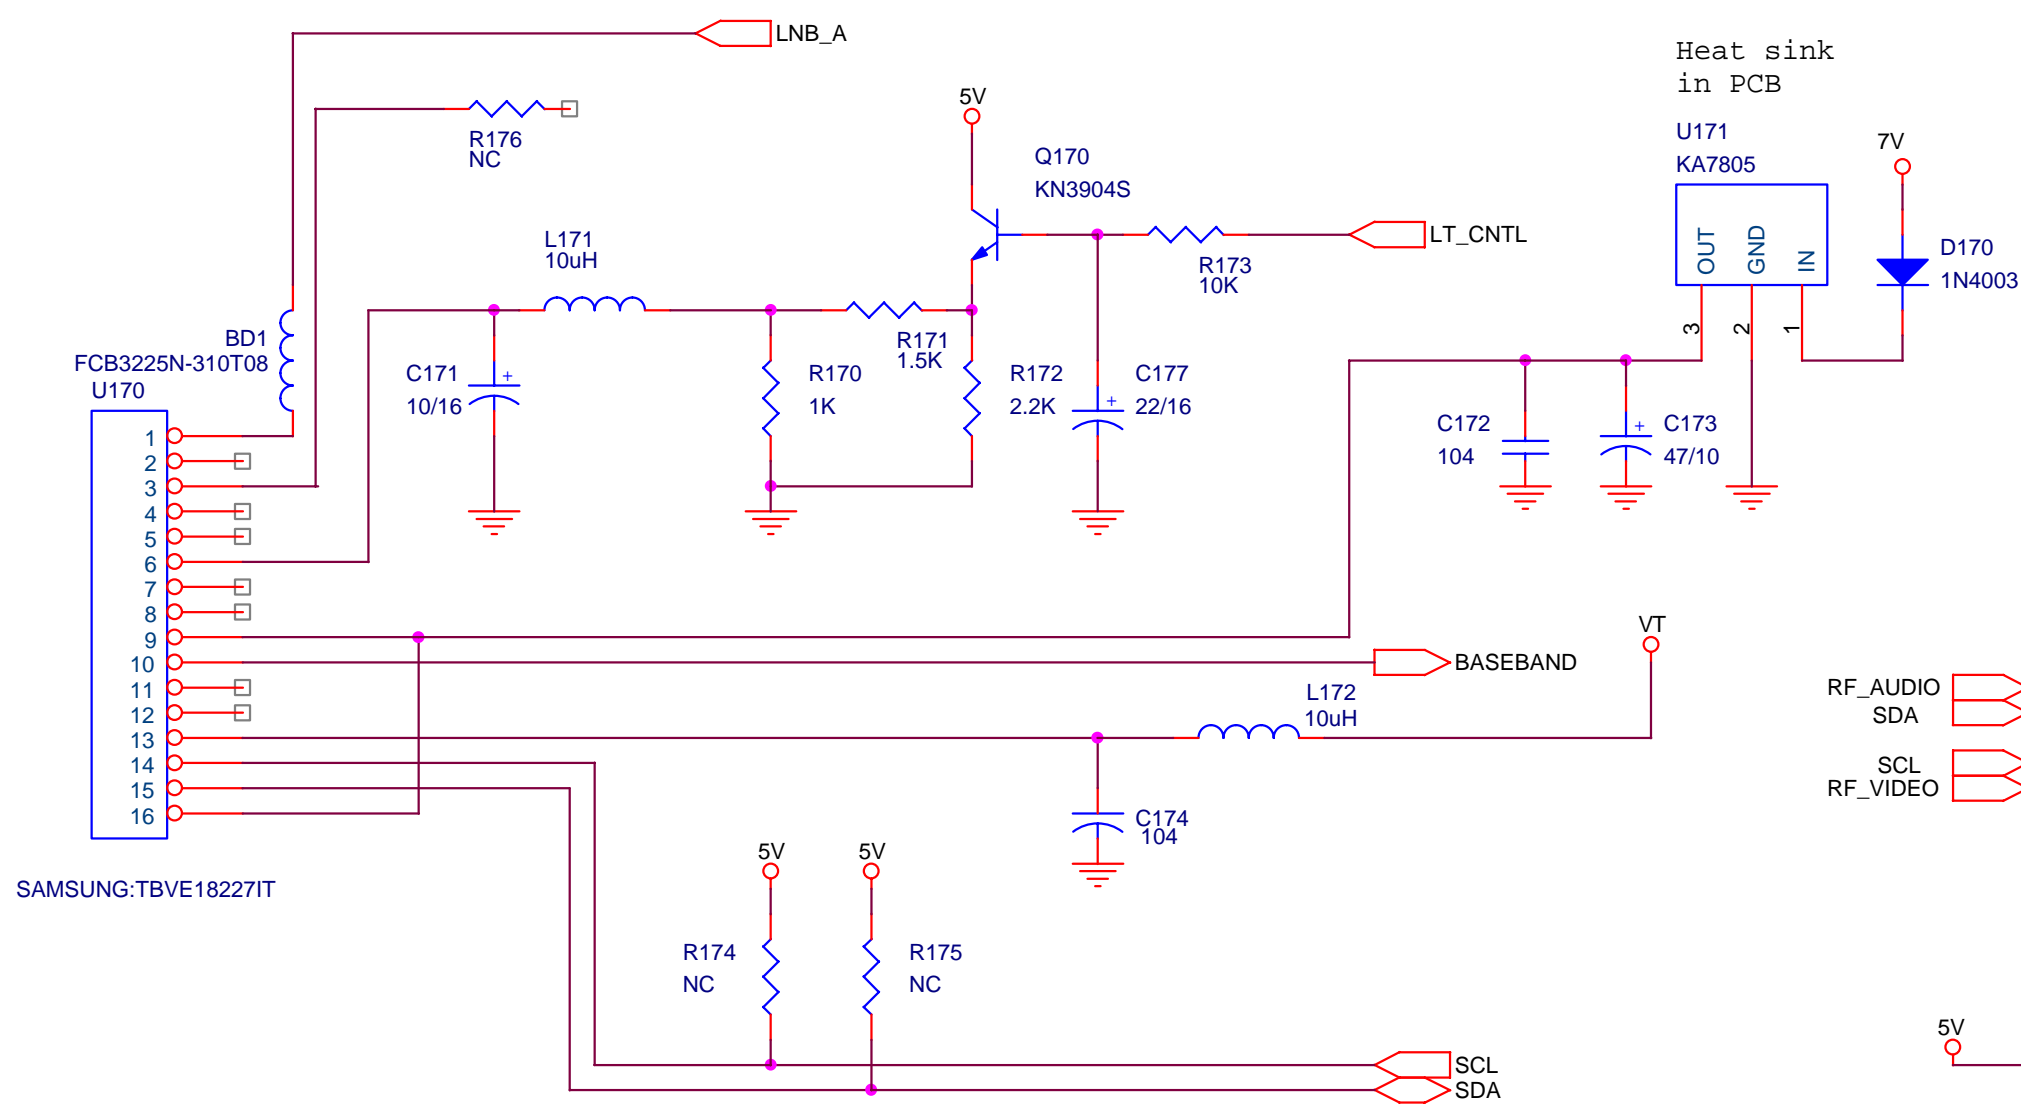 LNB_A
Heat sink
in PCB
R176
NC
5V
Q170
KN3904S
U171
KA7805
7V
OUT
GND
IN
3
2
1
D170
1N4003
L171
10uH
LT_CNTL
R173
10K
BD1
FCB3225N-310T08
U170
C171
+
10/16
R170
1K
R171
1.5K
R172
2.2K
C177
+
22/16
C172
104
C173
+
47/10
1
2
3
4
5
6
7
8
9
10
11
12
13
14
15
16
VT
BASEBAND
L172
10uH
RF_AUDIO
SDA
SCL
RF_VIDEO
C174
104
SAMSUNG:TBVE18227IT
5V
5V
R174
NC
R175
NC
5V
SCL
SDA